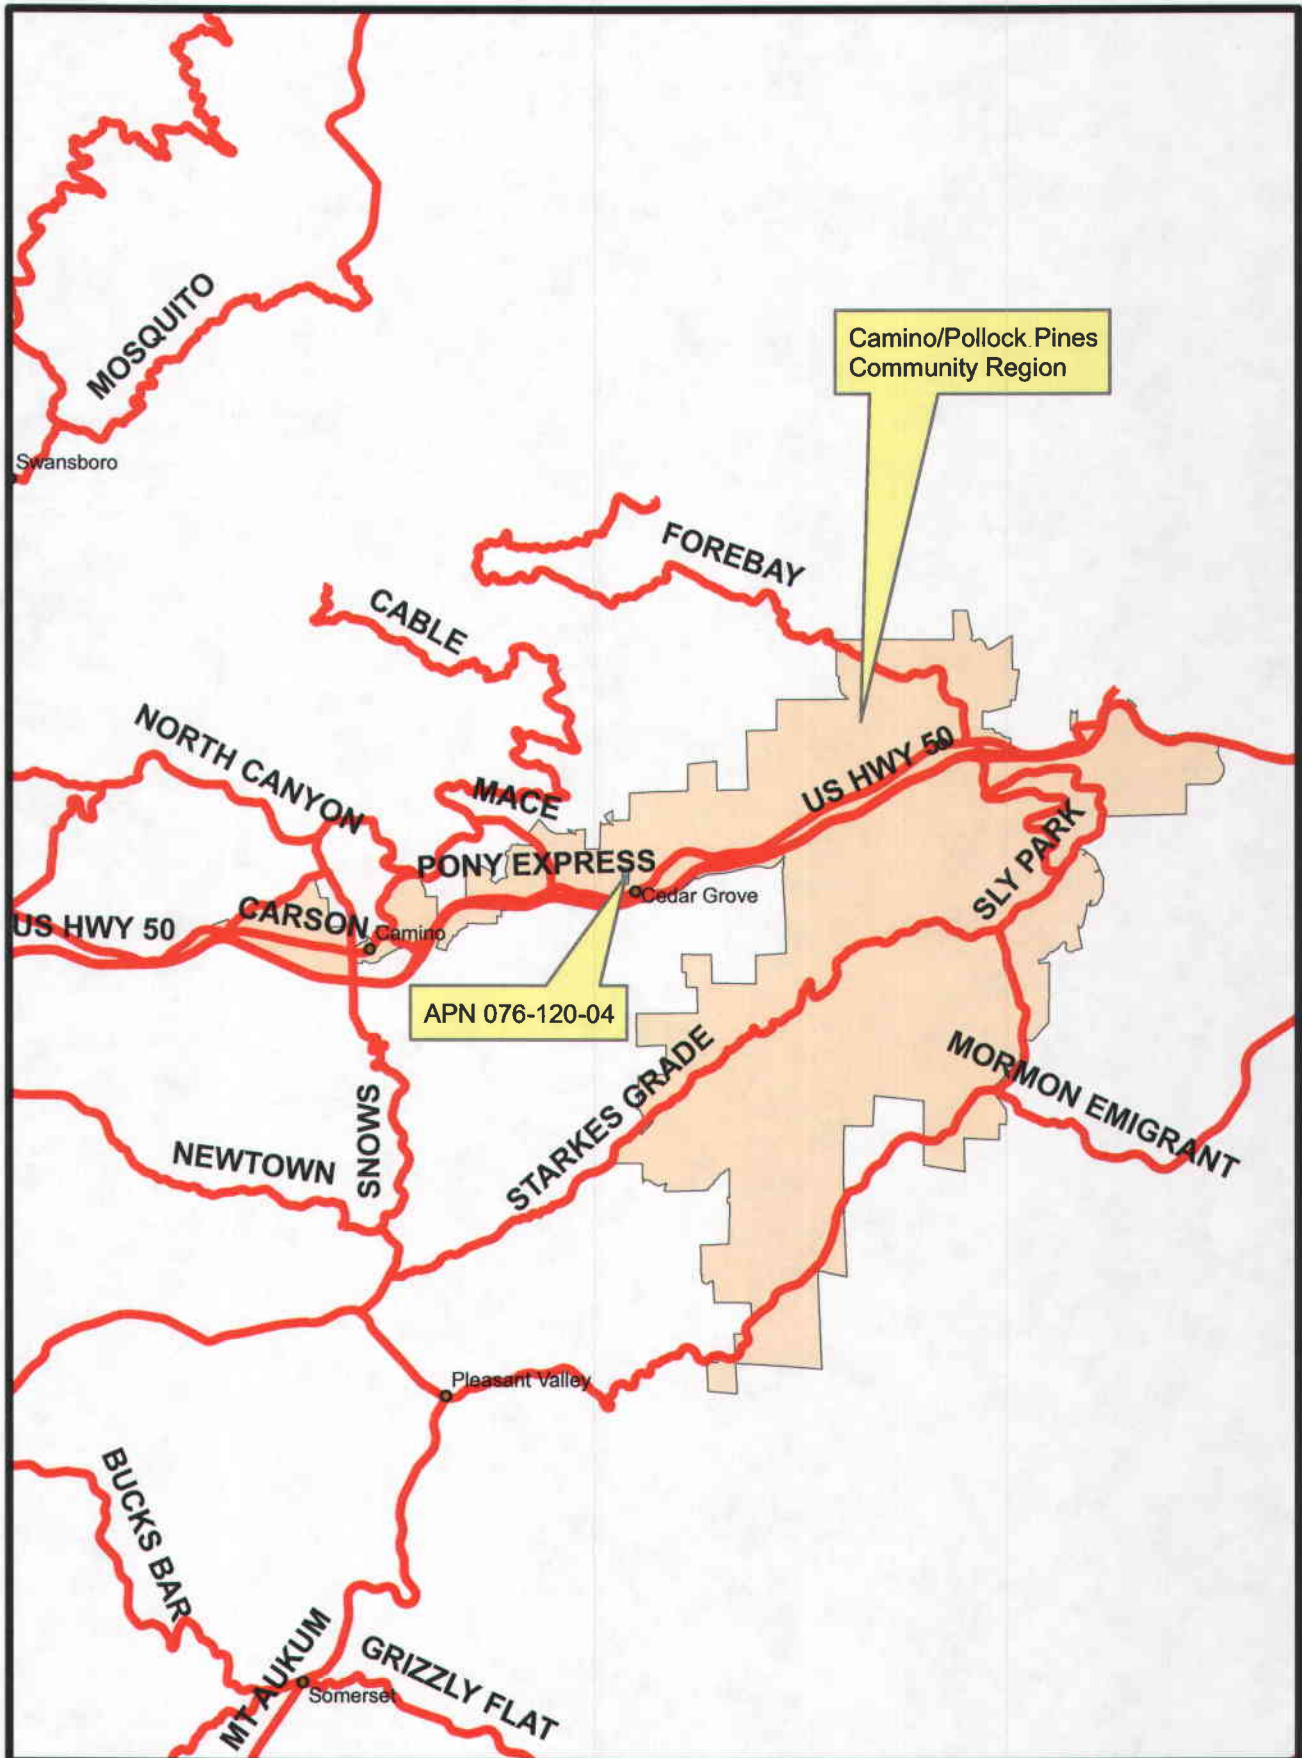 MOSQUITO
Camino/Pollock Pines
Community Region
Swansboro
FOREBAY
CABLE
NORTH CANYON
MACE
US HWY 50
PONY EXPRESS
SLY PARK
Cedar Grove
US HWY 50
CARSON
Camino
APN 076-120-04
STARKES GRADE
MORMON EMIGRANT
SNOWS
NEWTOWN
Pleasant Valley
BUCKS BAR
MT AUKUM
GRIZZLY FLAT
Somerset